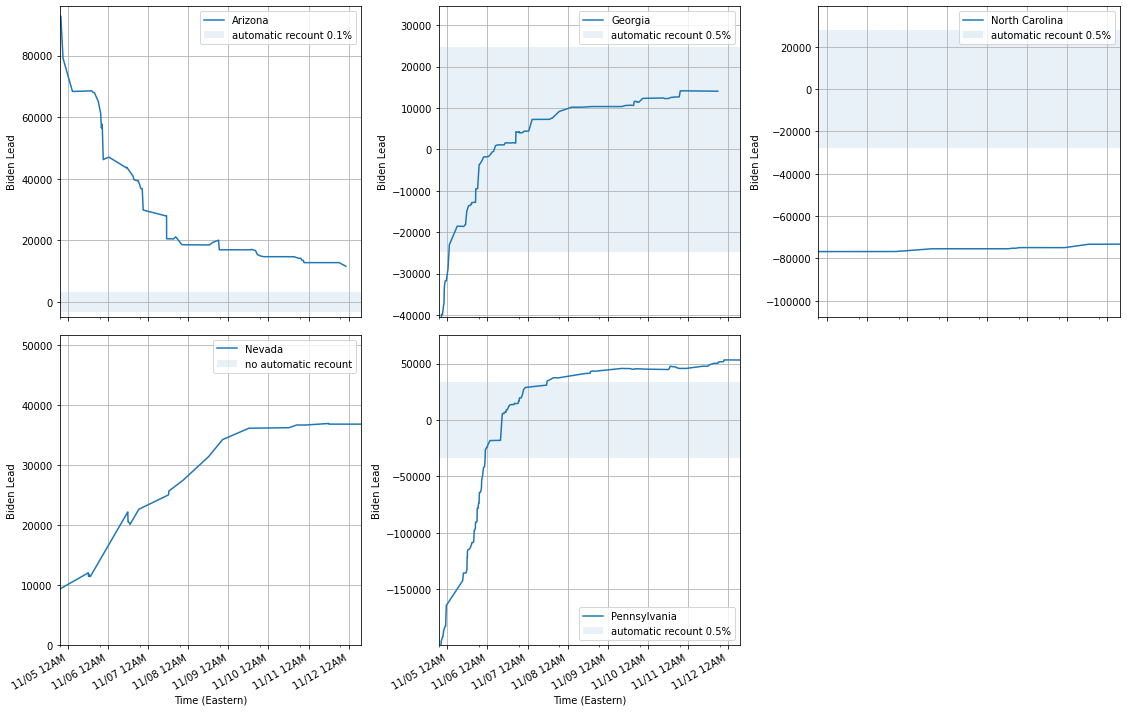 Arizona
automatic recount 0.1%
80000
60000
40000
20000
0
Biden Lead
Georgia
automatic recount 0.5%
30000
20000
10000
0
−10000
−20000
−30000
−40000
Biden Lead
North Carolina
automatic recount 0.5%
20000
0
−20000
−40000
−60000
−80000
−100000
Biden Lead
Nevada
no automatic recount
50000
40000
30000
20000
10000
0
Biden Lead
11/05 12AM
11/06 12AM
11/07 12AM
11/08 12AM
11/09 12AM
11/10 12AM
11/11 12AM
11/12 12AM
Time (Eastern)
50000
0
−50000
−100000
−150000
Biden Lead
Pennsylvania
automatic recount 0.5%
11/05 12AM
11/06 12AM
11/07 12AM
11/08 12AM
11/09 12AM
11/10 12AM
11/11 12AM
11/12 12AM
Time (Eastern)